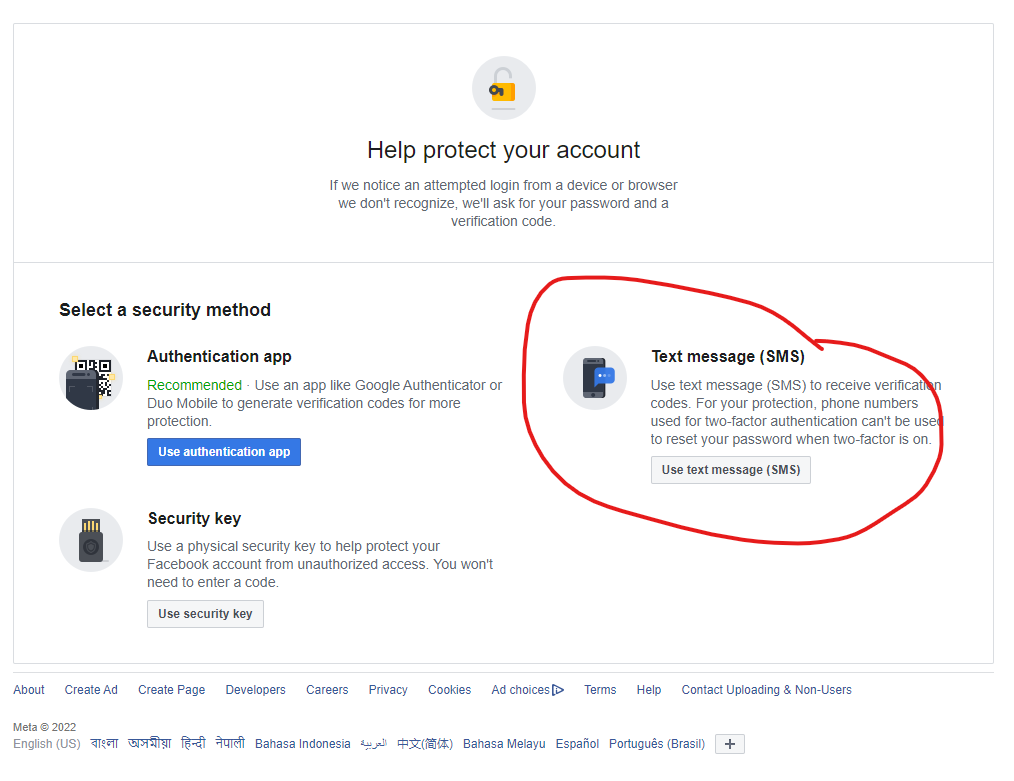 Help protect your account
If we notice an attempted login from a device or browser
we don't recognize, we'll ask for your password and a
verification code.
Select a security method
Authentication app
Recommended · Use an app like Google Authenticator or
Duo Mobile to generate verification codes for more
protection.
Use authentication app
Text message (SMS)
Use text message (SMS) to receive verification
codes. For your protection, phone numbers
used for two-factor authentication can't be used
to reset your password when two-factor is on.
Use text message (SMS)
Security key
Use a physical security key to help protect your
Facebook account from unauthorized access. You won't
need to enter a code.
Use security key
About Create Ad Create Page Developers Careers Privacy Cookies Ad choices Terms Help Contact Uploading & Non-Users
Meta © 2022
English (US) বাংলা অসমীয়া हिन्दी नेपाली Bahasa Indonesia العربية 中文(简体) Bahasa Melayu Español Português (Brasil)